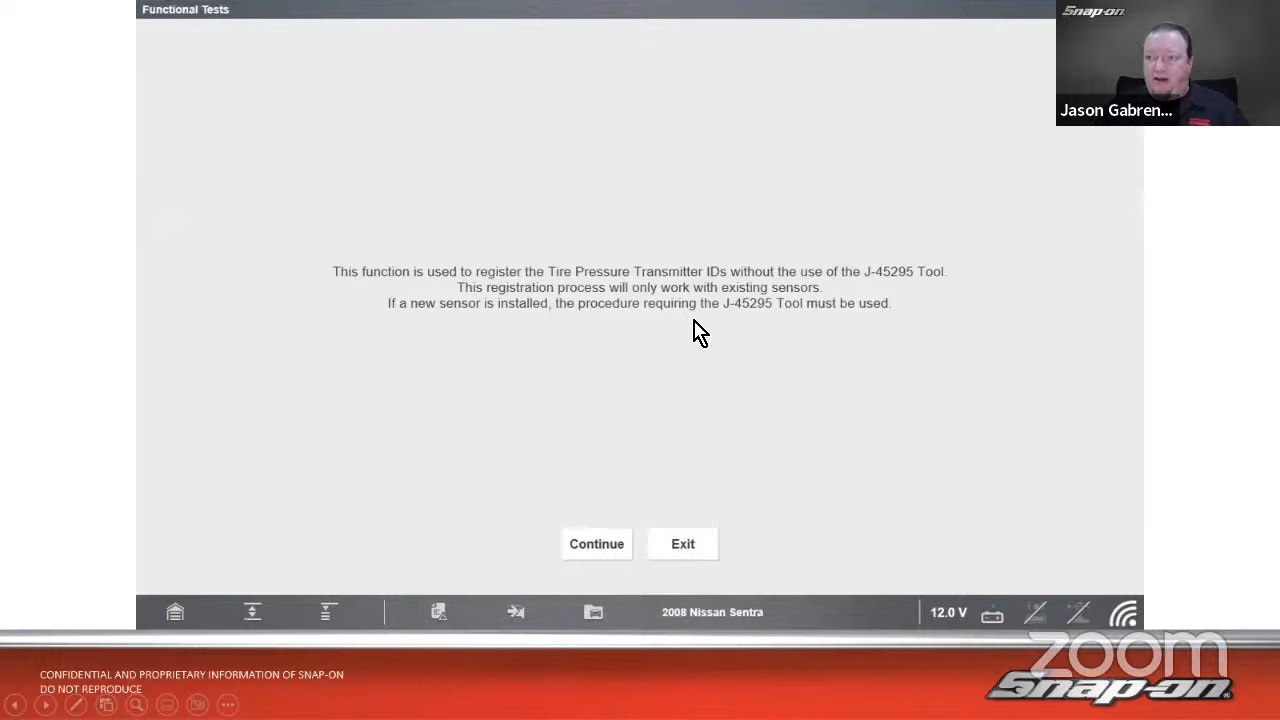 Functional Tests
Snap-on
Jason Gabren...
This function is used to register the Tire Pressure Transmitter IDs without the use of the J-45295 Tool.
This registration process will only work with existing sensors.
If a new sensor is installed, the procedure requiring the J-45295 Tool must be used.
Continue
Exit
2008 Nissan Sentra
12.0 V
zoom
CONFIDENTIAL AND PROPRIETARY INFORMATION OF SNAP-ON
DO NOT REPRODUCE
Snap-on